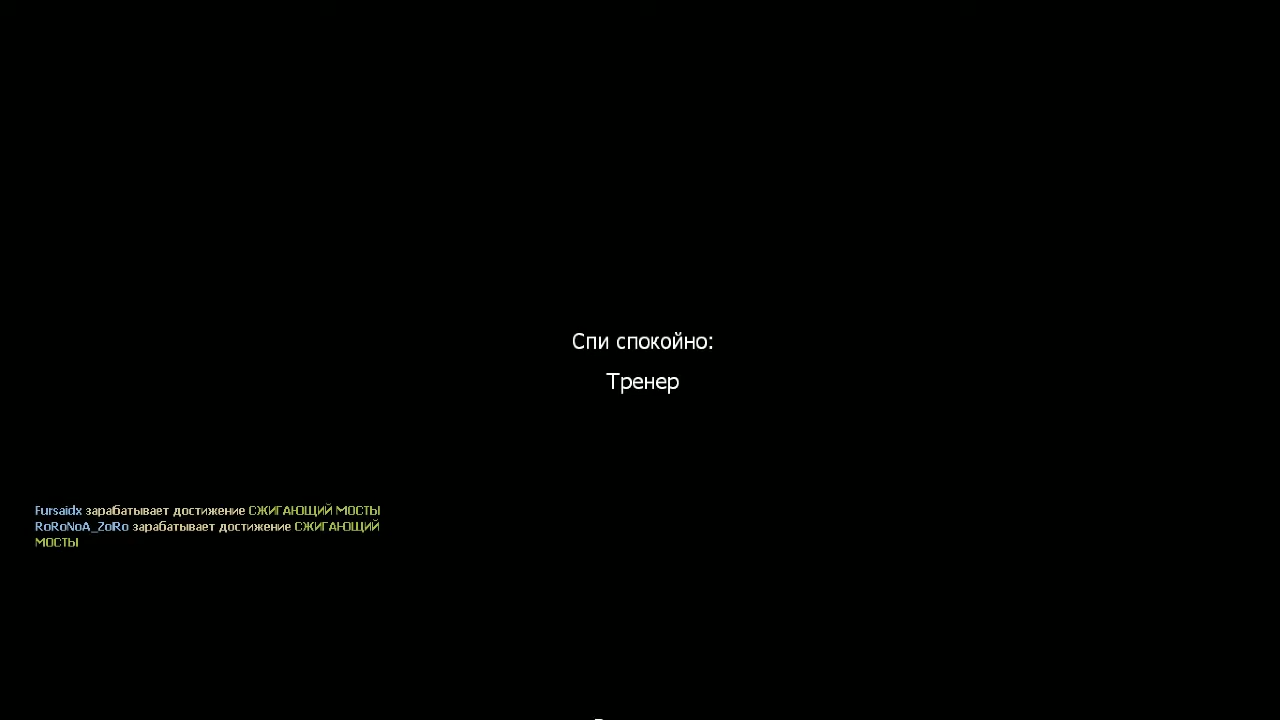 Спи спокойно:
Тренер
Fursaidx зарабатывает достижение СЖИГАЮЩИЙ МОСТЫ
RoRoNoA_ZoRo зарабатывает достижение СЖИГАЮЩИЙ
МОСТЫ